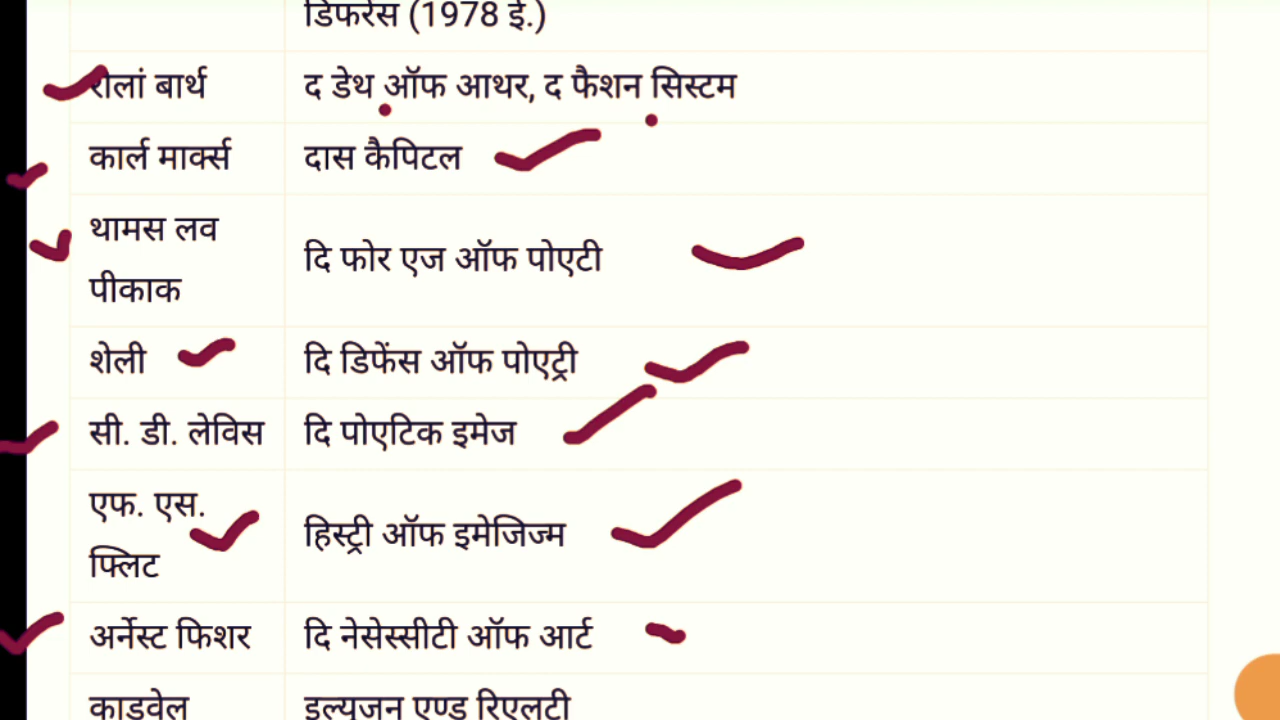 डिफरेंस (1978 ई.)
रोलां बार्थ द डेथ ऑफ आथर, द फैशन सिस्टम
कार्ल मार्क्स दास कैपिटल
थामस लव
पीकाक
दि फोर एज ऑफ पोएटी
शेली दि डिफेंस ऑफ पोएट्री
सी. डी. लेविस दि पोएटिक इमेज
एफ. एस.
फ्लिट
हिस्ट्री ऑफ इमेजिज्म
अर्नेस्ट फिशर दि नेसेस्सीटी ऑफ आर्ट
काडवेल इल्यूजन एण्ड रिएलटी